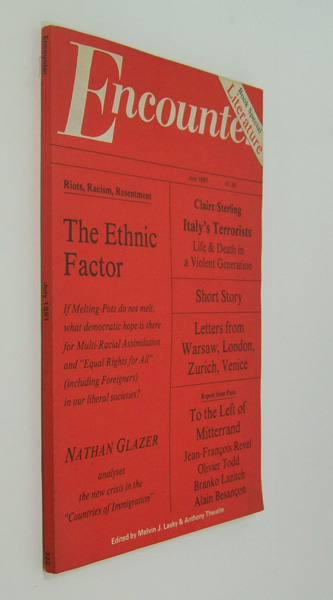 Encounter
Book Special
Literature
July 1981
Riots, Racism, Resentment
The Ethnic
Factor
If Melting-Pots do not melt,
what democratic hope is there
for Multi-Racial Assimilation
and "Equal Rights for All"
(including Foreigners)
in our liberal societies?
NATHAN GLAZER
analyses
the new crisis in the
"Countries of Immigration"
Claire Sterling
Italy's Terrorists
Life & Death in
a Violent Generation
Short Story
Letters from
Warsaw, London,
Zurich, Venice
Report from Paris
To the Left of
Mitterrand
Jean-François Revel
Olivier Todd
Branko Lazitch
Alain Besançon
Edited by Melvin J. Lasky & Anthony Thwaite
Encounter
July 1981